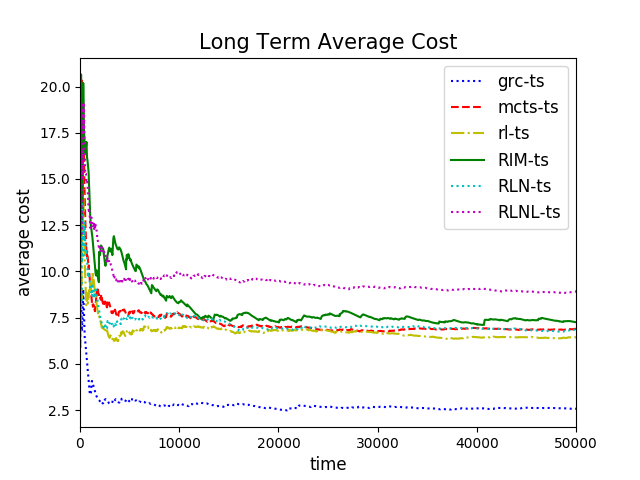 Long Term Average Cost
grc-ts
mcts-ts
rl-ts
RIM-ts
RLN-ts
RLNL-ts
average cost
20.0
17.5
15.0
12.5
10.0
7.5
5.0
2.5
0
10000
20000
30000
40000
50000
time